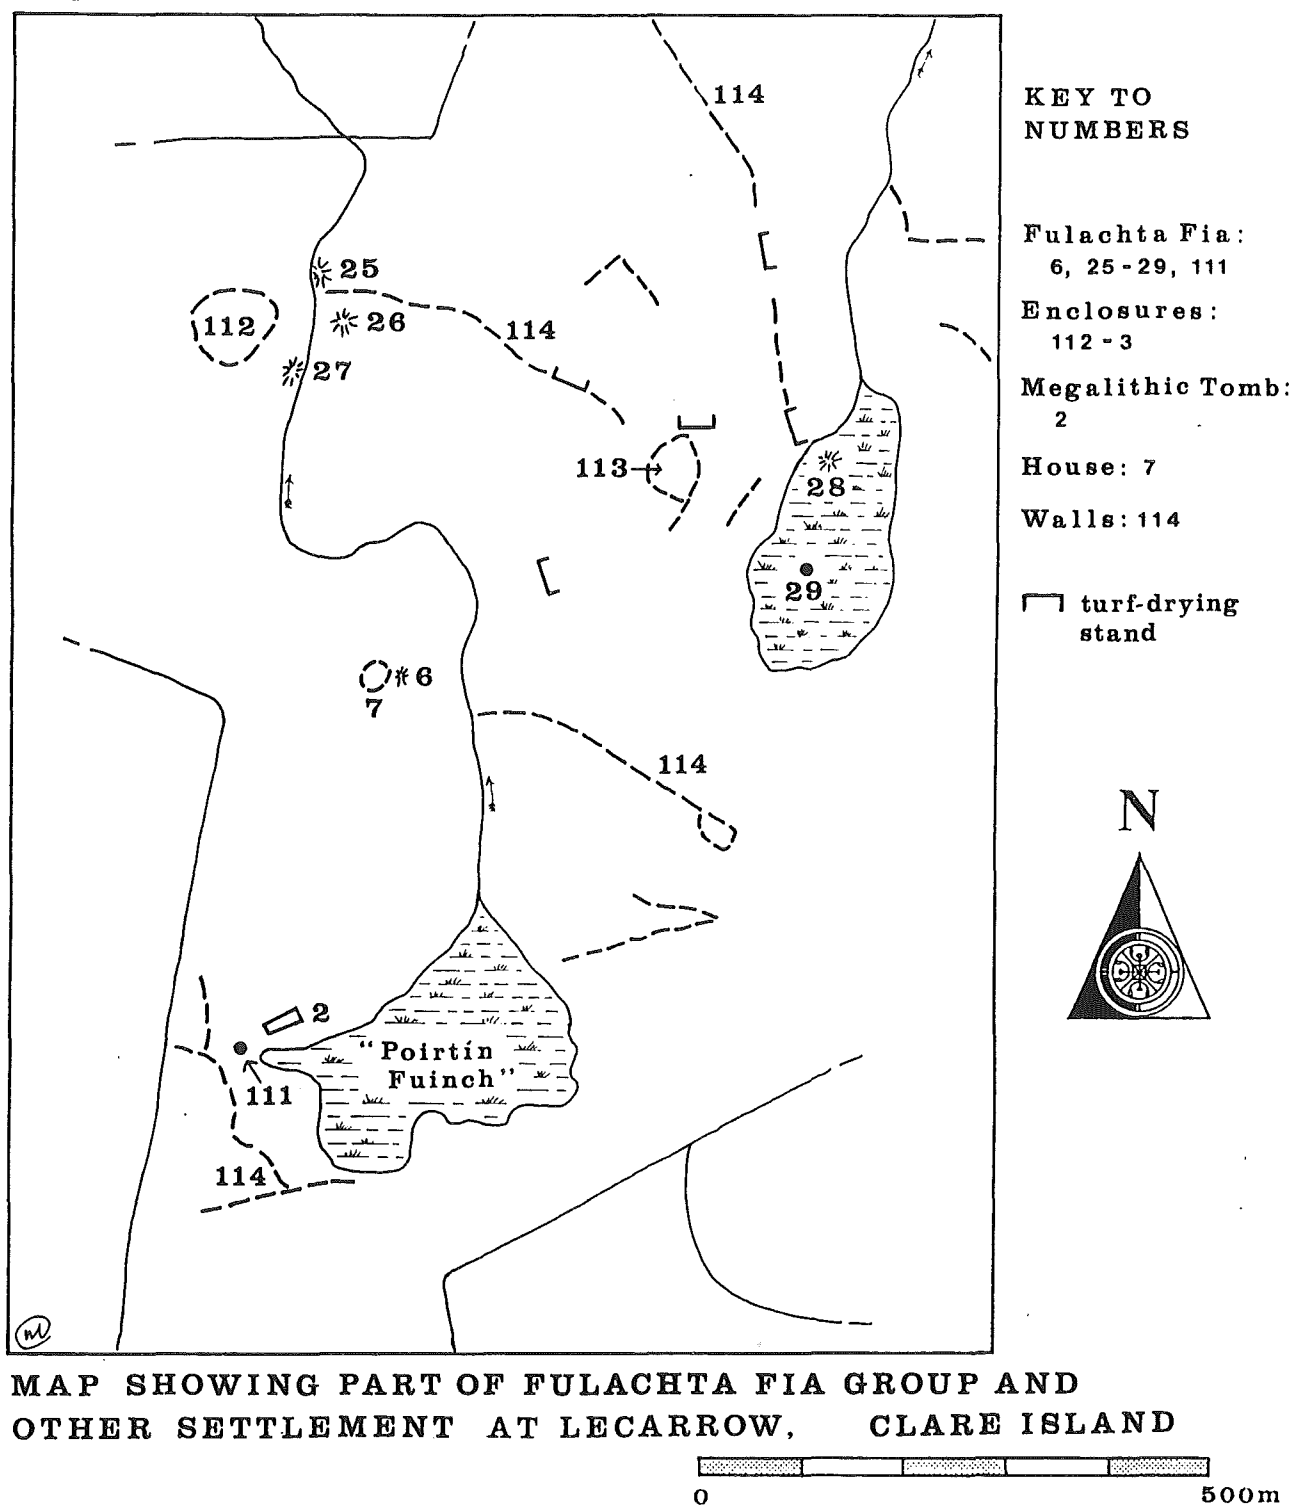 114
25
112
26
114
27
113
28
29
6
7
114
2
"Poirtín
Fuinch"
111
114
KEY TO
NUMBERS
Fulachta Fia:
6, 25-29, 111
Enclosures:
112-3
Megalithic Tomb:
2
House: 7
Walls: 114
turf-drying
stand
N
MAP SHOWING PART OF FULACHTA FIA GROUP AND
OTHER SETTLEMENT AT LECARROW, CLARE ISLAND
0 500m